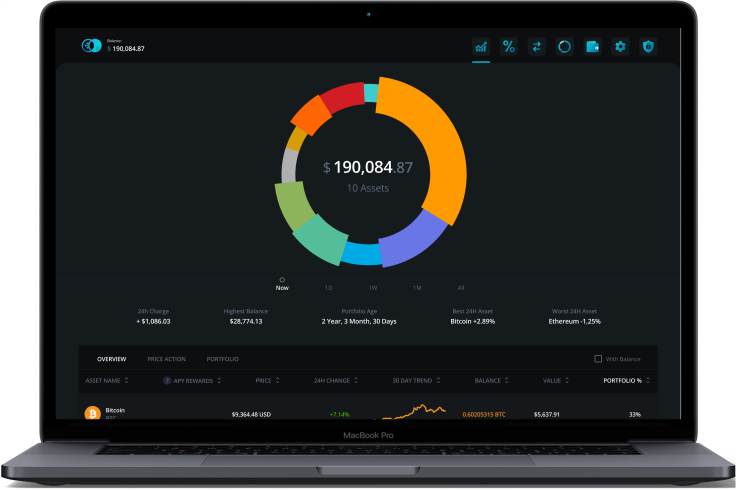 Balance
$ 190,084.87
$ 190,084.87
10 Assets
Now 1D 1W 1M All
24h Charge Highest Balance Portfolio Age Best 24H Asset Worst 24H Asset
+ $1,086.03 $28,774.13 2 Year, 3 Month, 30 Days Bitcoin +2.89% Ethereum -1,25%
OVERVIEW PRICE ACTION PORTFOLIO With Balance
ASSET NAME ? APY REWARDS PRICE 24H CHANGE 30 DAY TREND BALANCE VALUE PORTFOLIO %
Bitcoin
BTC
$9,364.48 USD +7.14% 0.60205315 BTC $5,637.91 33%
MacBook Pro